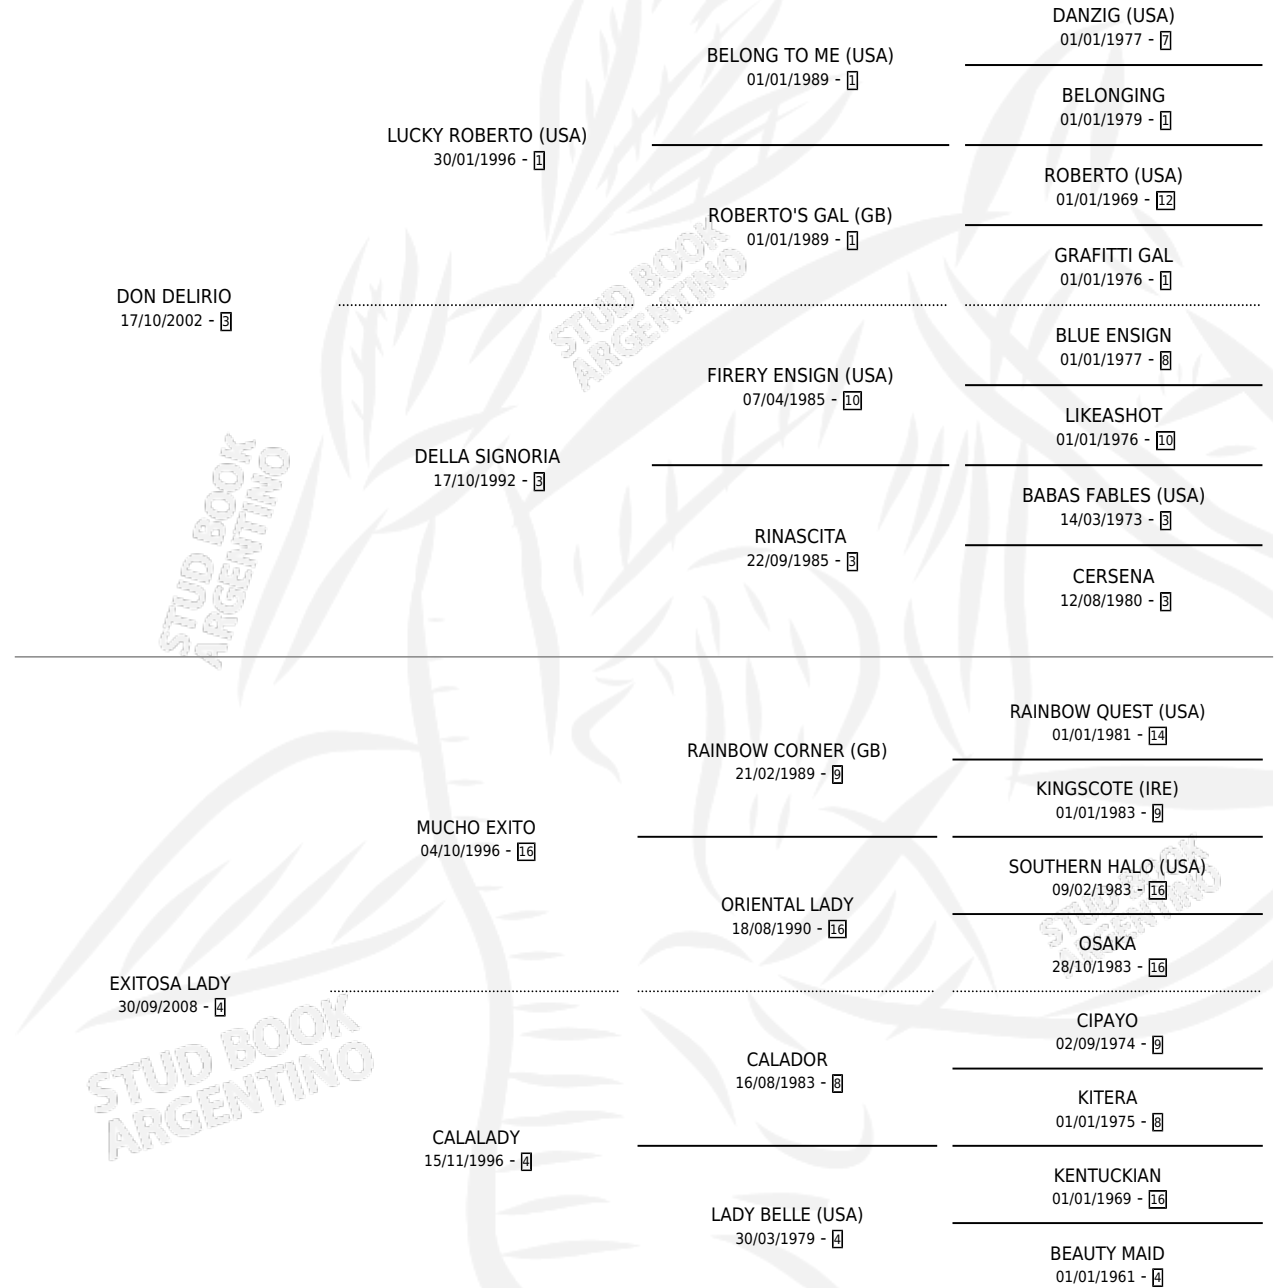 DANZIG (USA)
01/01/1977 - 7
BELONG TO ME (USA)
01/01/1989 - 1
BELONGING
01/01/1979 - 1
LUCKY ROBERTO (USA)
30/01/1996 - 1
ROBERTO (USA)
01/01/1969 - 12
ROBERTO'S GAL (GB)
01/01/1989 - 1
GRAFITTI GAL
01/01/1976 - 1
DON DELIRIO
17/10/2002 - 3
STUD BOOK
ARGENTINO
BLUE ENSIGN
01/01/1977 - 8
FIRERY ENSIGN (USA)
07/04/1985 - 10
LIKEASHOT
01/01/1976 - 10
DELLA SIGNORIA
17/10/1992 - 3
BABAS FABLES (USA)
14/03/1973 - 3
RINASCITA
22/09/1985 - 3
CERSENA
12/08/1980 - 3
STUD BOOK
ARGENTINO
RAINBOW QUEST (USA)
01/01/1981 - 14
RAINBOW CORNER (GB)
21/02/1989 - 9
KINGSCOTE (IRE)
01/01/1983 - 9
MUCHO EXITO
04/10/1996 - 16
SOUTHERN HALO (USA)
09/02/1983 - 16
ORIENTAL LADY
18/08/1990 - 16
STUD BOOK
ARGENTINO
OSAKA
28/10/1983 - 16
EXITOSA LADY
30/09/2008 - 4
CIPAYO
02/09/1974 - 9
CALADOR
16/08/1983 - 8
STUD BOOK
ARGENTINO
KITERA
01/01/1975 - 8
CALALADY
15/11/1996 - 4
KENTUCKIAN
01/01/1969 - 16
LADY BELLE (USA)
30/03/1979 - 4
BEAUTY MAID
01/01/1961 - 4